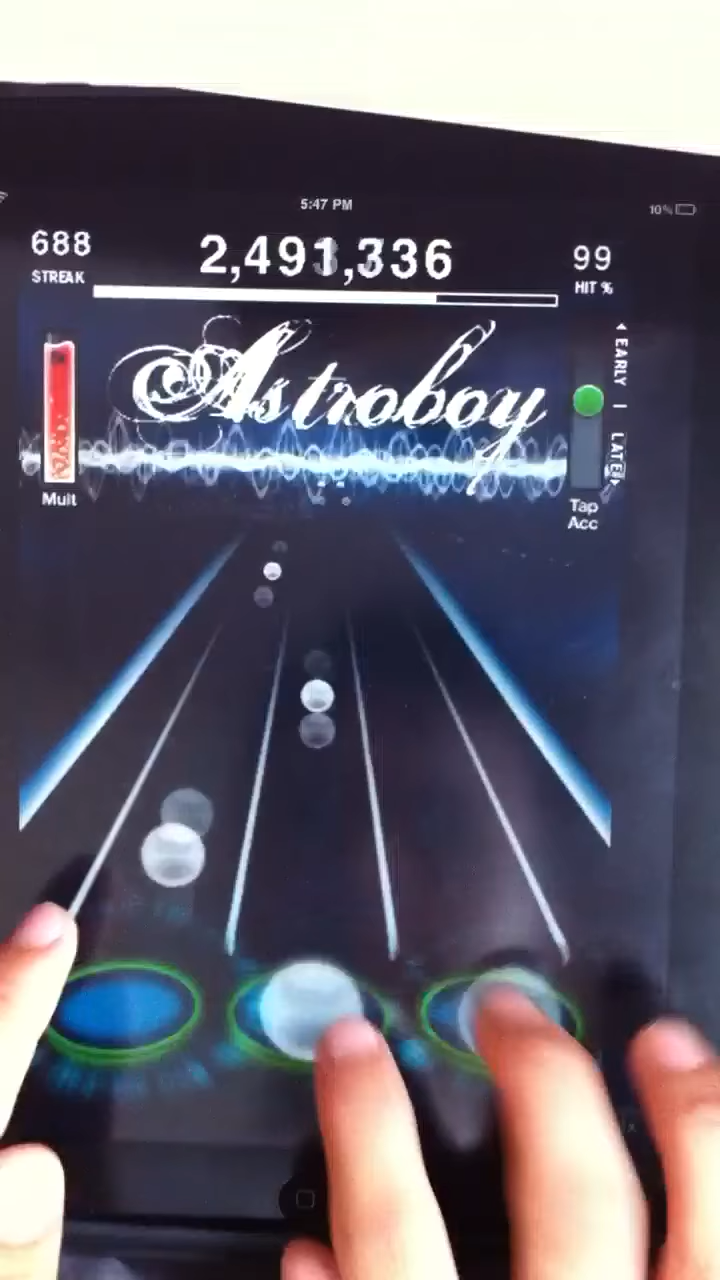 5:47 PM
10%
688
STREAK
2,491,336
99
HIT %
Astroboy
EARLY
LATE
Mult
Tap
Acc